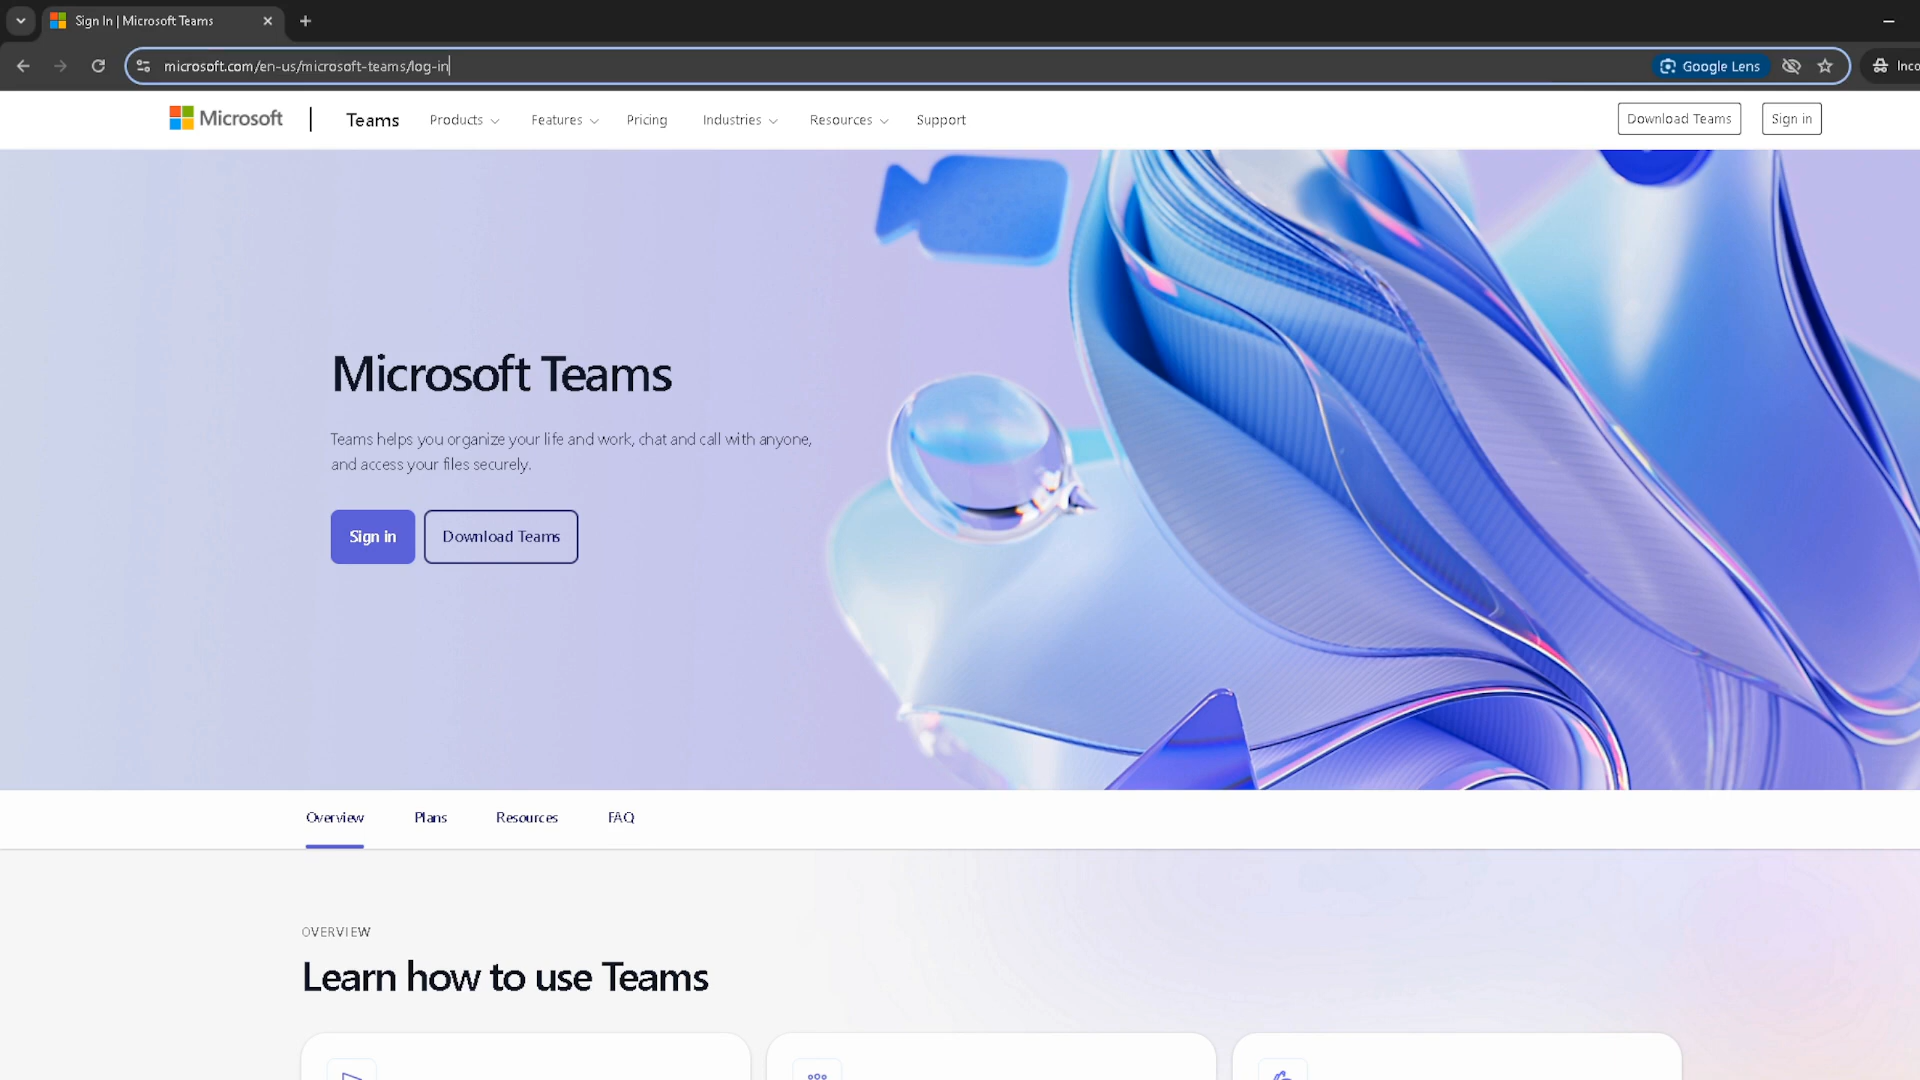 Sign In | Microsoft Teams
microsoft.com/en-us/microsoft-teams/log-in
Google Lens
Inco
Microsoft
Teams
Products
Features
Pricing
Industries
Resources
Support
Download Teams
Sign in
Microsoft Teams
Teams helps you organize your life and work, chat and call with anyone,
and access your files securely.
Sign in
Download Teams
Overview
Plans
Resources
FAQ
OVERVIEW
Learn how to use Teams